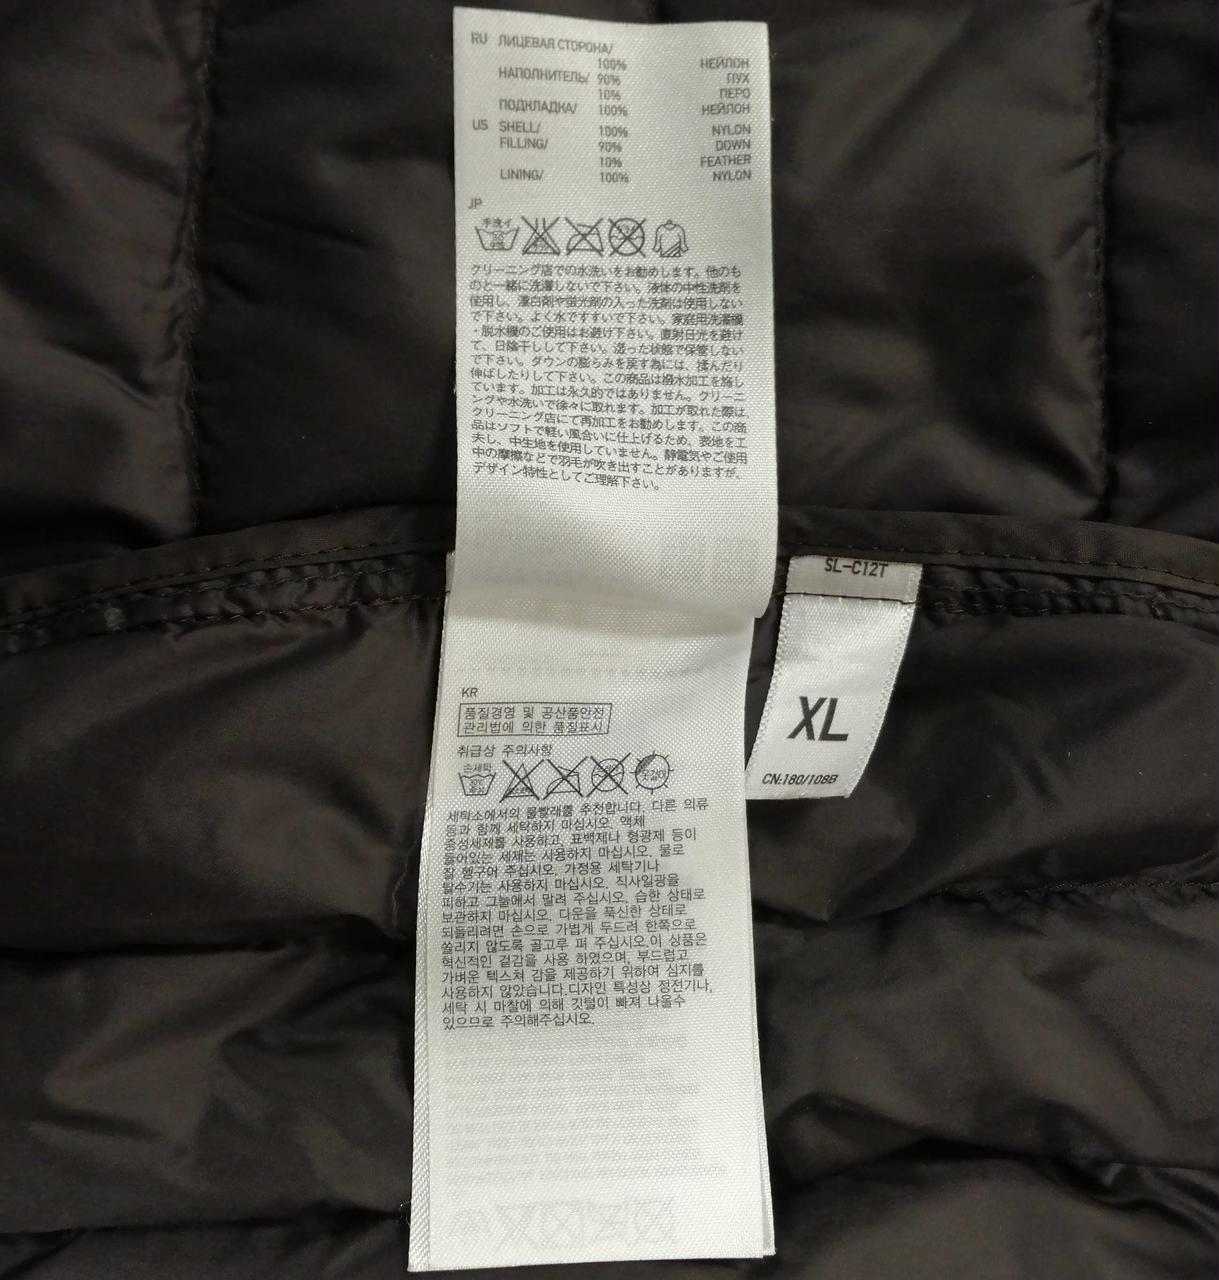 RU ЛИЦЕВАЯ СТОРОНА/
100% НЕЙЛОН
НАПОЛНИТЕЛЬ/ 90% ПУХ
10% ПЕРО
ПОДКЛАДКА/ 100% НЕЙЛОН
US SHELL/ 100% NYLON
FILLING/ 90% DOWN
10% FEATHER
LINING/ 100% NYLON
JP
手洗イ
30
中性
クリーニング店での水洗いをお勧めします。他のも
のと一緒に洗濯しないで下さい。液体の中性洗剤を
使用し、漂白剤や蛍光剤の入った洗剤は使用しない
で下さい。よく水ですすいで下さい。家庭用洗濯機
・脱水機のご使用はお避け下さい。直射日光を避け
て、日陰干しして下さい。湿った状態で保管しない
で下さい。ダウンの膨らみを戻す為には、揉んだり
伸ばしたりして下さい。この商品は撥水加工を施し
ています。加工は永久的ではありません。クリーニ
ングや水洗いで徐々に取れます。加工が取れた際は、
クリーニング店にて再加工をお勧めします。この商
品はソフトで軽い風合いに仕上げるため、表地を工
夫し、中生地を使用していません。静電気やご使用
中の摩擦などで羽毛が吹き出すことがありますが、
デザイン特性としてご理解下さい。
SL-C12T
XL
CN:180/108B
KR
품질경영 및 공산품안전
관리법에 의한 품질표시
취급상 주의사항
손세탁
30℃
중성
옷걸이
세탁소에서의 물빨래를 추천합니다. 다른 의류
등과 함께 세탁하지 마십시오. 액체
중성세제를 사용하고, 표백제나 형광제 등이
들어있는 세제는 사용하지 마십시오. 물로
잘 헹구어 주십시오. 가정용 세탁기나
탈수기는 사용하지 마십시오. 직사일광을
피하고 그늘에서 말려 주십시오. 습한 상태로
보관하지 마십시오. 다운을 푹신한 상태로
되돌리려면 손으로 가볍게 두드려 한쪽으로
쏠리지 않도록 골고루 펴 주십시오.이 상품은
혁신적인 겉감을 사용 하였으며, 부드럽고
가벼운 텍스쳐 감을 제공하기 위하여 심지를
사용하지 않았습니다.디자인 특성상 정전기나,
세탁 시 마찰에 의해 깃털이 빠져 나올수
있으므로 주의해주십시오.